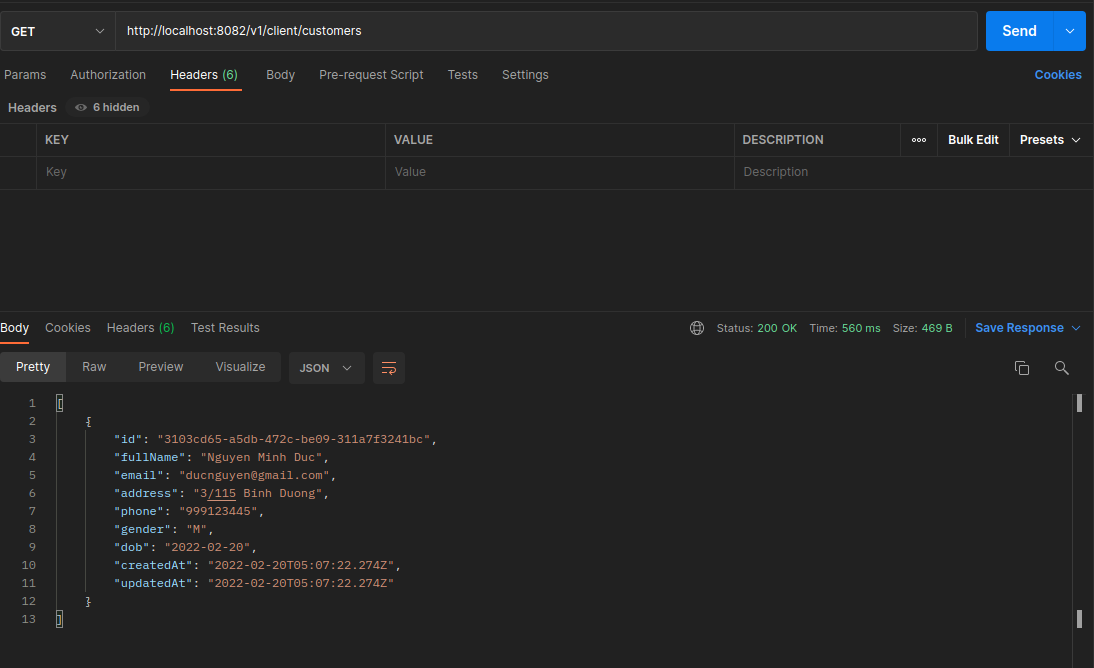 GET http://localhost:8082/v1/client/customers Send
Params Authorization Headers (6) Body Pre-request Script Tests Settings Cookies
Headers 6 hidden
KEY VALUE DESCRIPTION ooo Bulk Edit Presets
Key Value Description
Body Cookies Headers (6) Test Results Status: 200 OK Time: 560 ms Size: 469 B Save Response
Pretty Raw Preview Visualize JSON
1 [
2 {
3 "id": "3103cd65-a5db-472c-be09-311a7f3241bc",
4 "fullName": "Nguyen Minh Duc",
5 "email": "ducnguyen@gmail.com",
6 "address": "3/115 Binh Duong",
7 "phone": "999123445",
8 "gender": "M",
9 "dob": "2022-02-20",
10 "createdAt": "2022-02-20T05:07:22.274Z",
11 "updatedAt": "2022-02-20T05:07:22.274Z"
12 }
13 ]